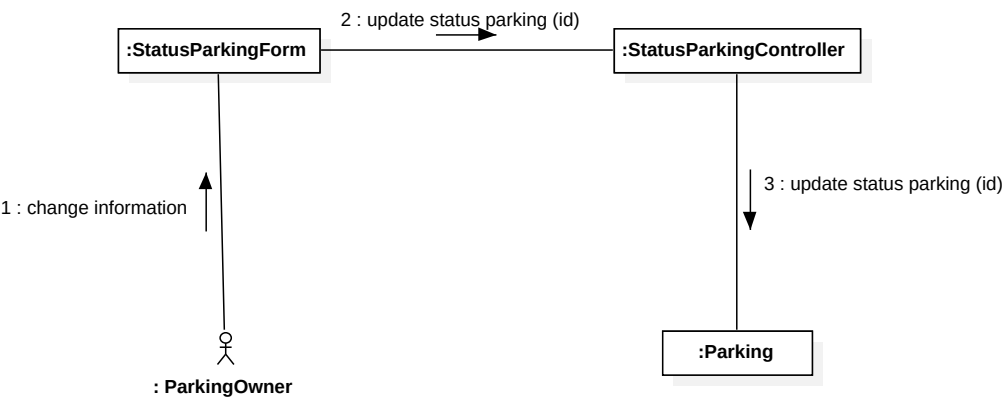 2 : update status parking (id)
:StatusParkingForm
:StatusParkingController
3 : update status parking (id)
1 : change information
:Parking
: ParkingOwner